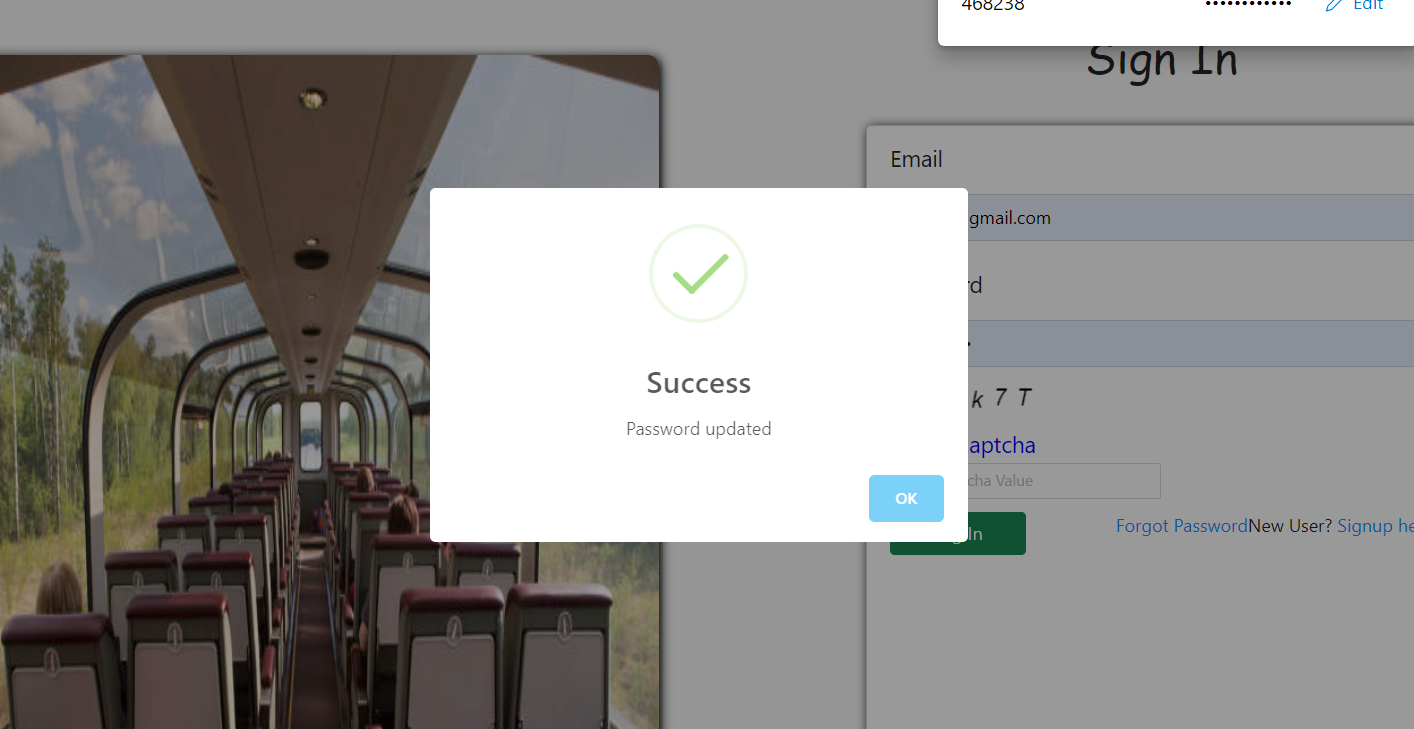 468238 •••••••••••• Edit
Sign In
Email
gmail.com
rd
k 7 T
aptcha
cha Value
In
Forgot PasswordNew User? Signup he
Success
Password updated
OK